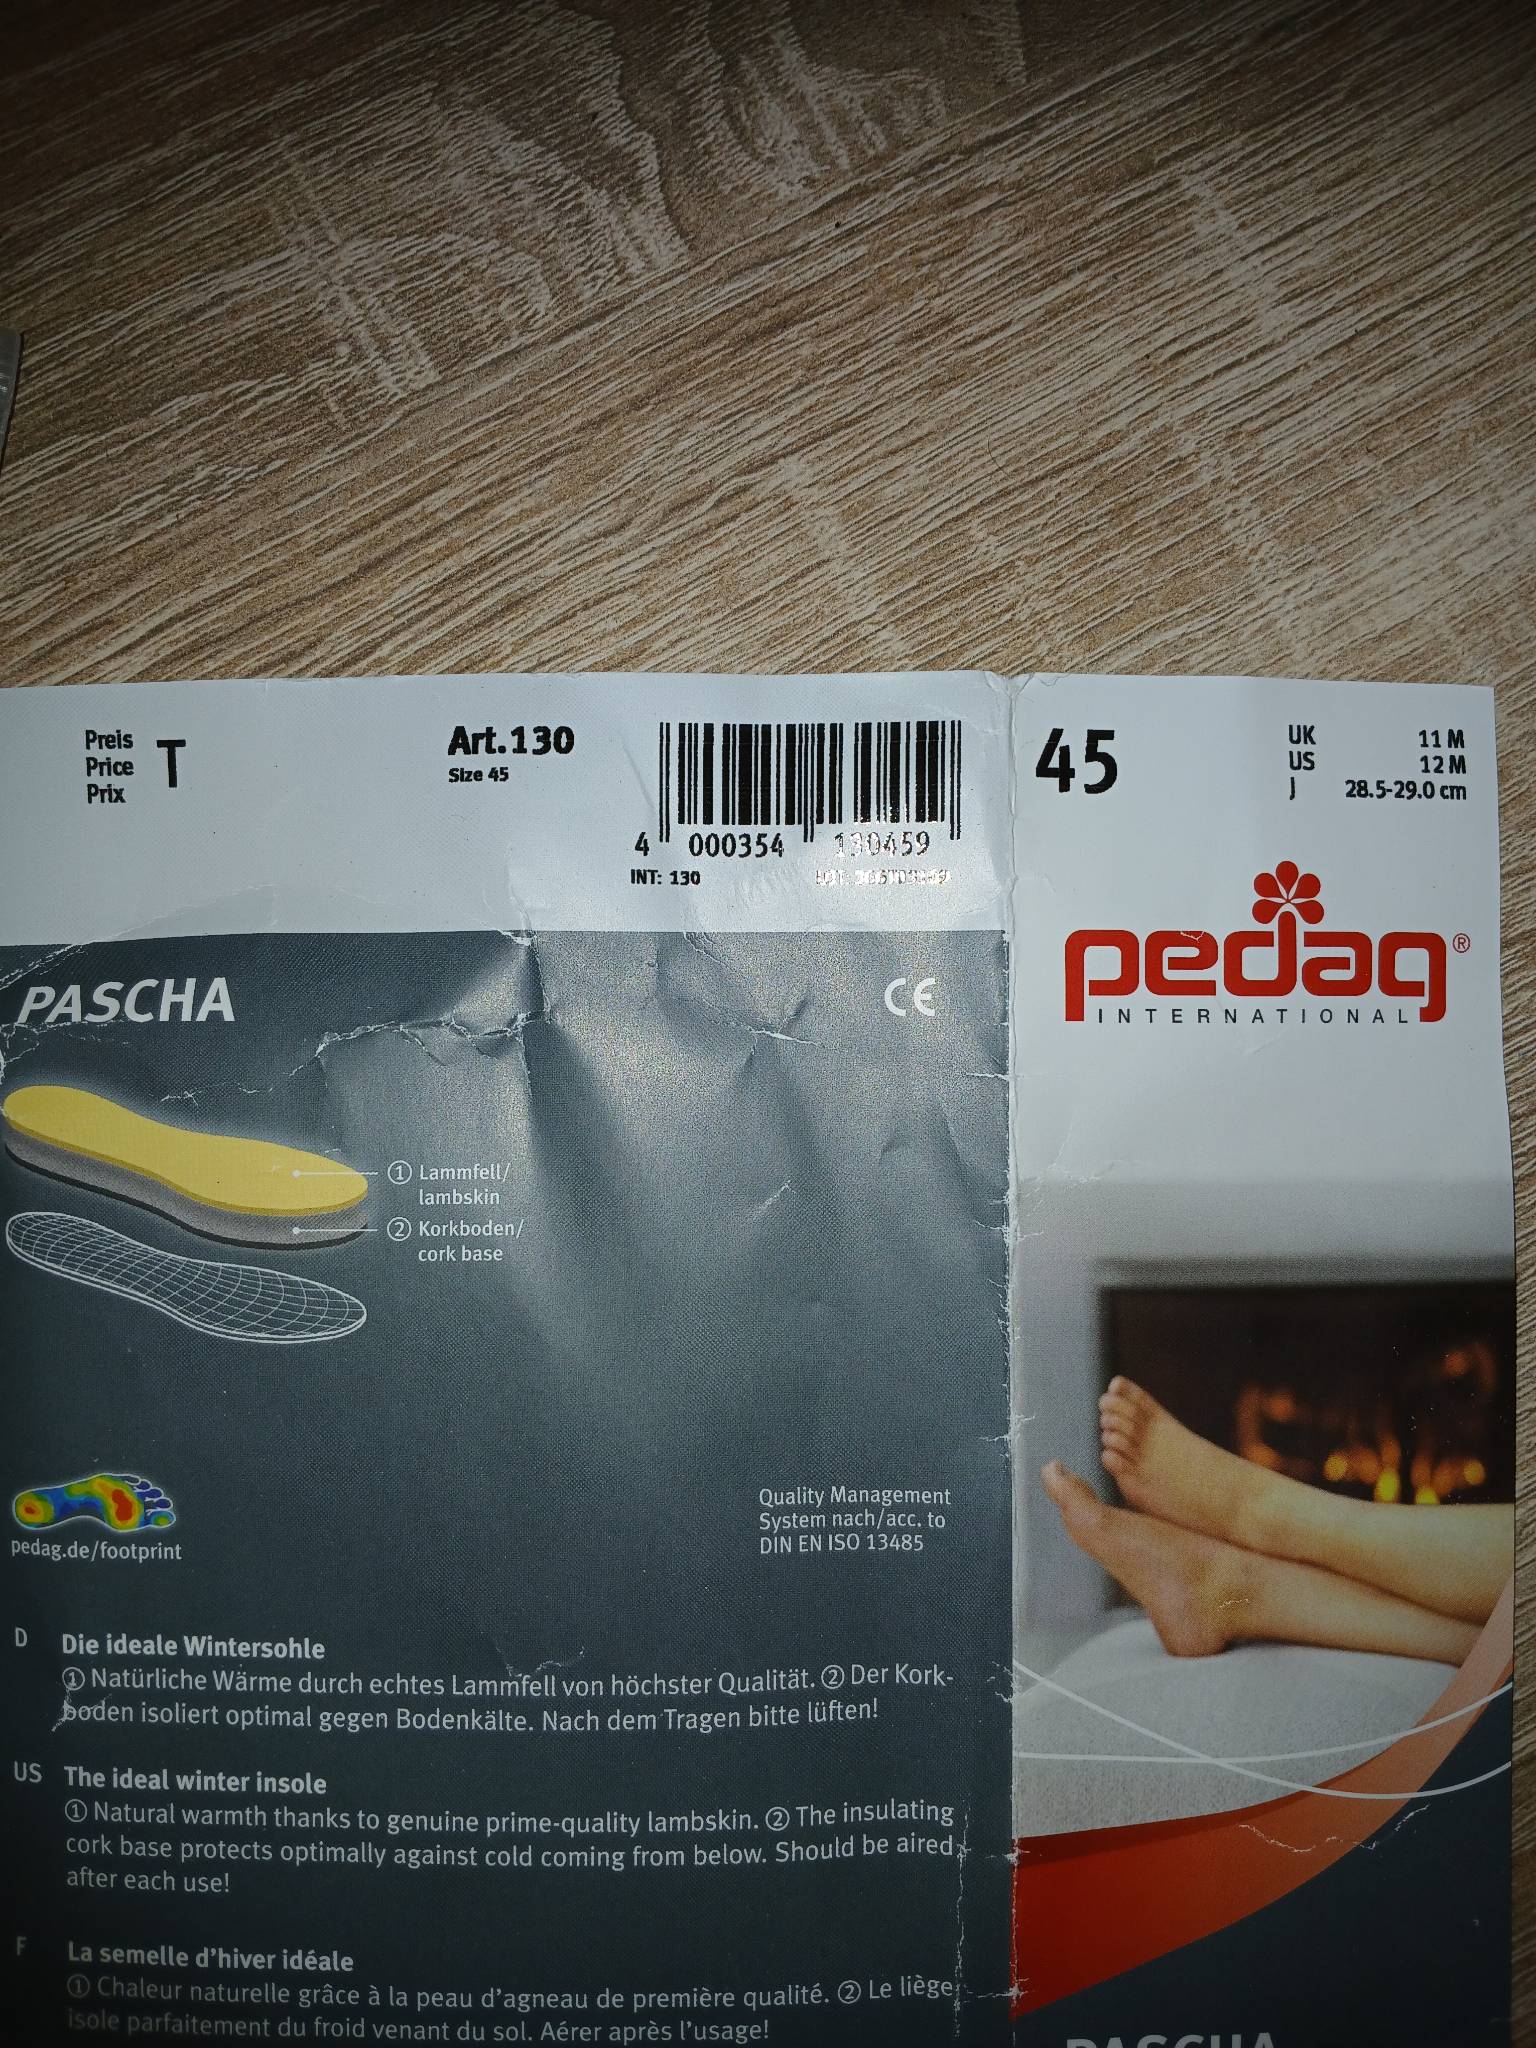 Preis
Price
Prix
T
Art.130
Size 45
4 000354 130459
INT: 130
LOT:
PASCHA
CE
① Lammfell/
lambskin
② Korkboden/
cork base
pedag.de/footprint
Quality Management
System nach/acc. to
DIN EN ISO 13485
D Die ideale Wintersohle
① Natürliche Wärme durch echtes Lammfell von höchster Qualität. ② Der Kork-
boden isoliert optimal gegen Bodenkälte. Nach dem Tragen bitte lüften!
US The ideal winter insole
① Natural warmth thanks to genuine prime-quality lambskin. ② The insulating
cork base protects optimally against cold coming from below. Should be aired
after each use!
F La semelle d'hiver idéale
① Chaleur naturelle grâce à la peau d'agneau de première qualité. ② Le liège
isole parfaitement du froid venant du sol. Aérer après l'usage!
45
UK 11 M
US 12 M
J 28.5-29.0 cm
pedag®
INTERNATIONAL
PASCHA